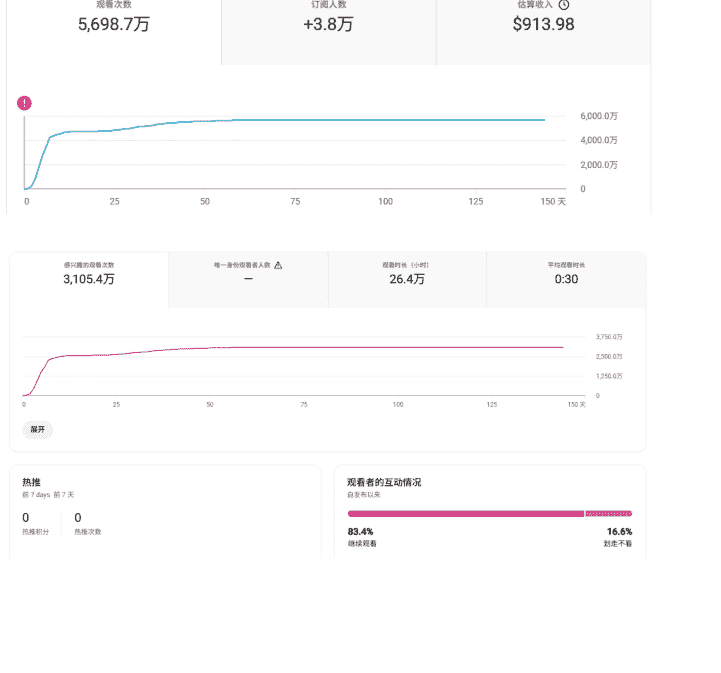 观看次数 订阅人数 估算收入
5,698.7万 +3.8万 $913.98
6,000.0万
4,000.0万
2,000.0万
0
0 25 50 75 100 125 150 天
感兴趣的观看次数 唯一身份观看者人数 观看时长（小时） 平均观看时长
3,105.4万 — 26.4万 0:30
3,750.0万
2,500.0万
1,250.0万
0
0 25 50 75 100 125 150 天
展开
热推
前 7 days 前 7 天
0 0
热推积分 热推次数
观看者的互动情况
自发布以来
83.4% 16.6%
继续观看 划走不看